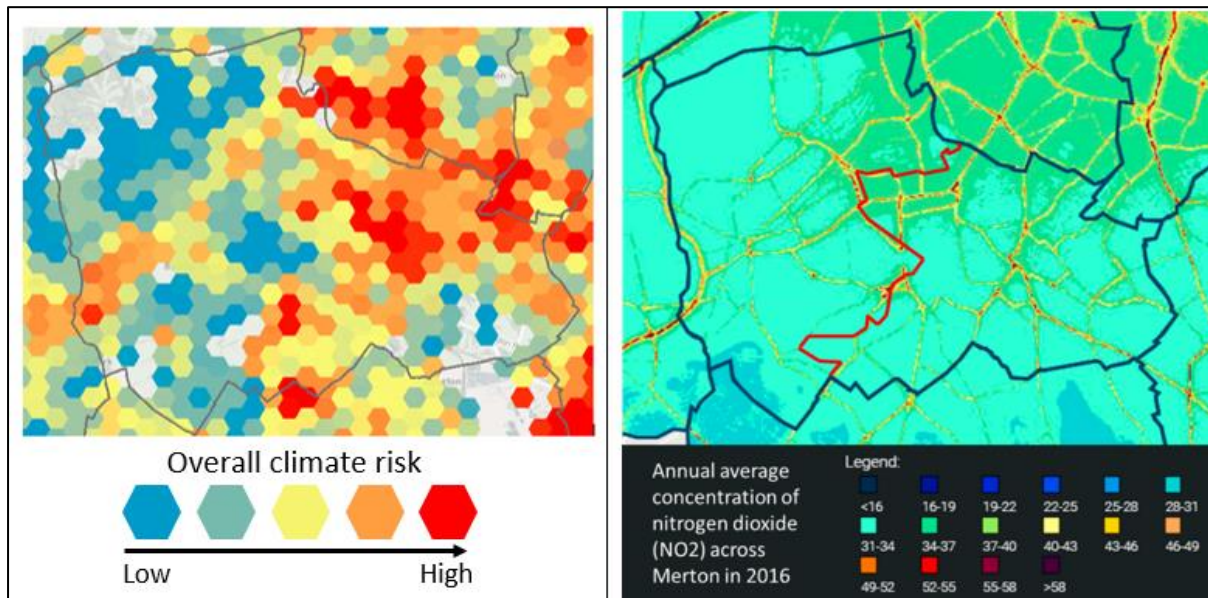 Overall climate risk
Low
High
Annual average
concentration of
nitrogen dioxide
(NO2) across
Merton in 2016
Legend:
<16 16-19 19-22 22-25 25-28 28-31
31-34 34-37 37-40 40-43 43-46 46-49
49-52 52-55 55-58 >58